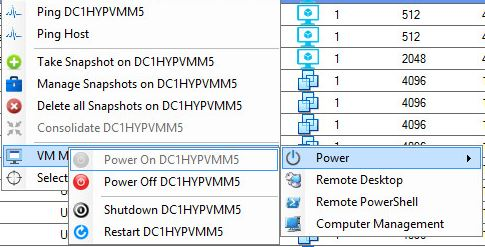 Ping DC1HYPVMM5
1
512
Ping Host
1
512
Take Snapshot on DC1HYPVMM5
1
2048
Manage Snapshots on DC1HYPVMM5
1
4096
Delete all Snapshots on DC1HYPVMM5
1
4096
Consolidate DC1HYPVMM5
1
4096
VM M
Power On DC1HYPVMM5
Power
Select
Power Off DC1HYPVMM5
Remote Desktop
U
Shutdown DC1HYPVMM5
Remote PowerShell
U
Restart DC1HYPVMM5
Computer Management